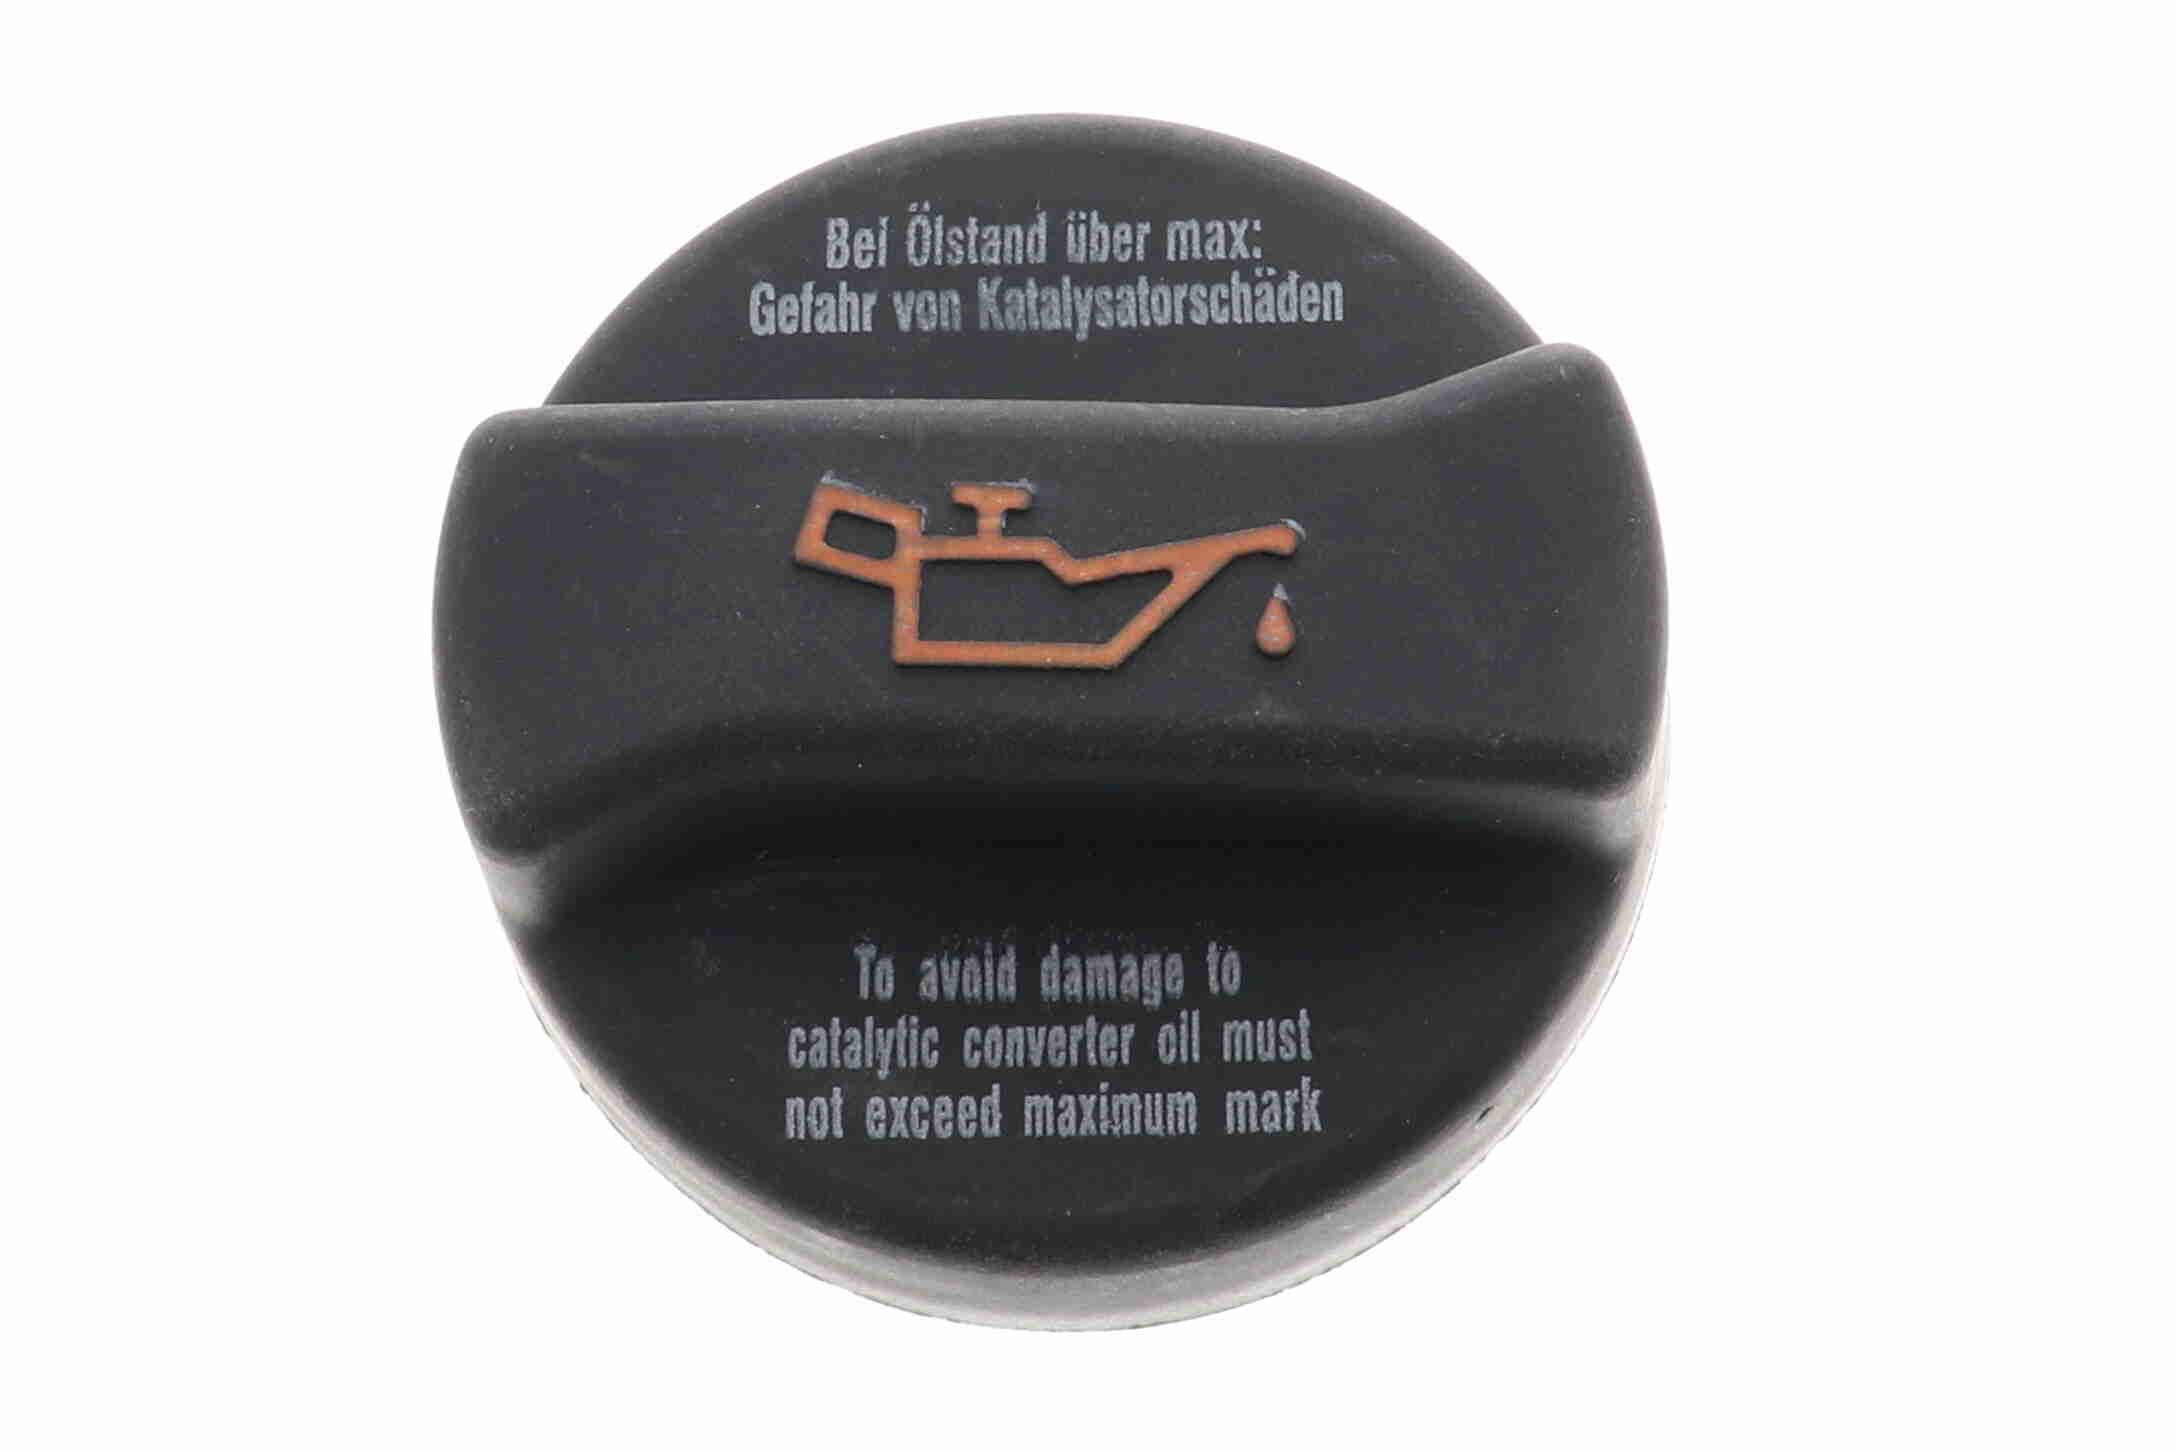 Bei Ölstand über max:
Gefahr von Katalysatorschäden
To avoid damage to
catalytic converter oil must
not exceed maximum mark